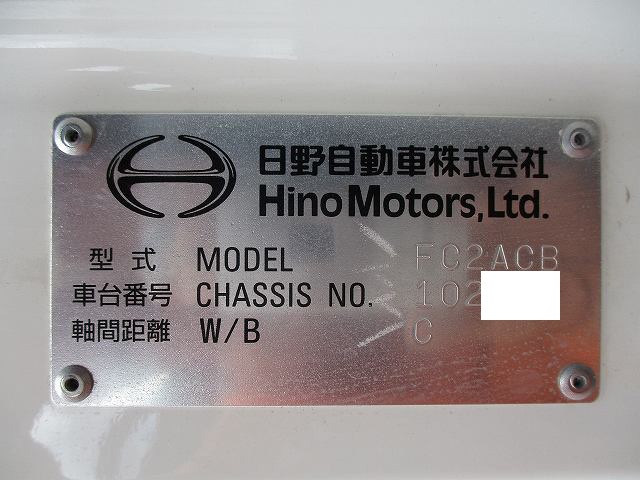 日野自動車株式会社
Hino Motors, Ltd.
型式 MODEL FC2ACB
車台番号 CHASSIS NO. 102
軸間距離 W/B C